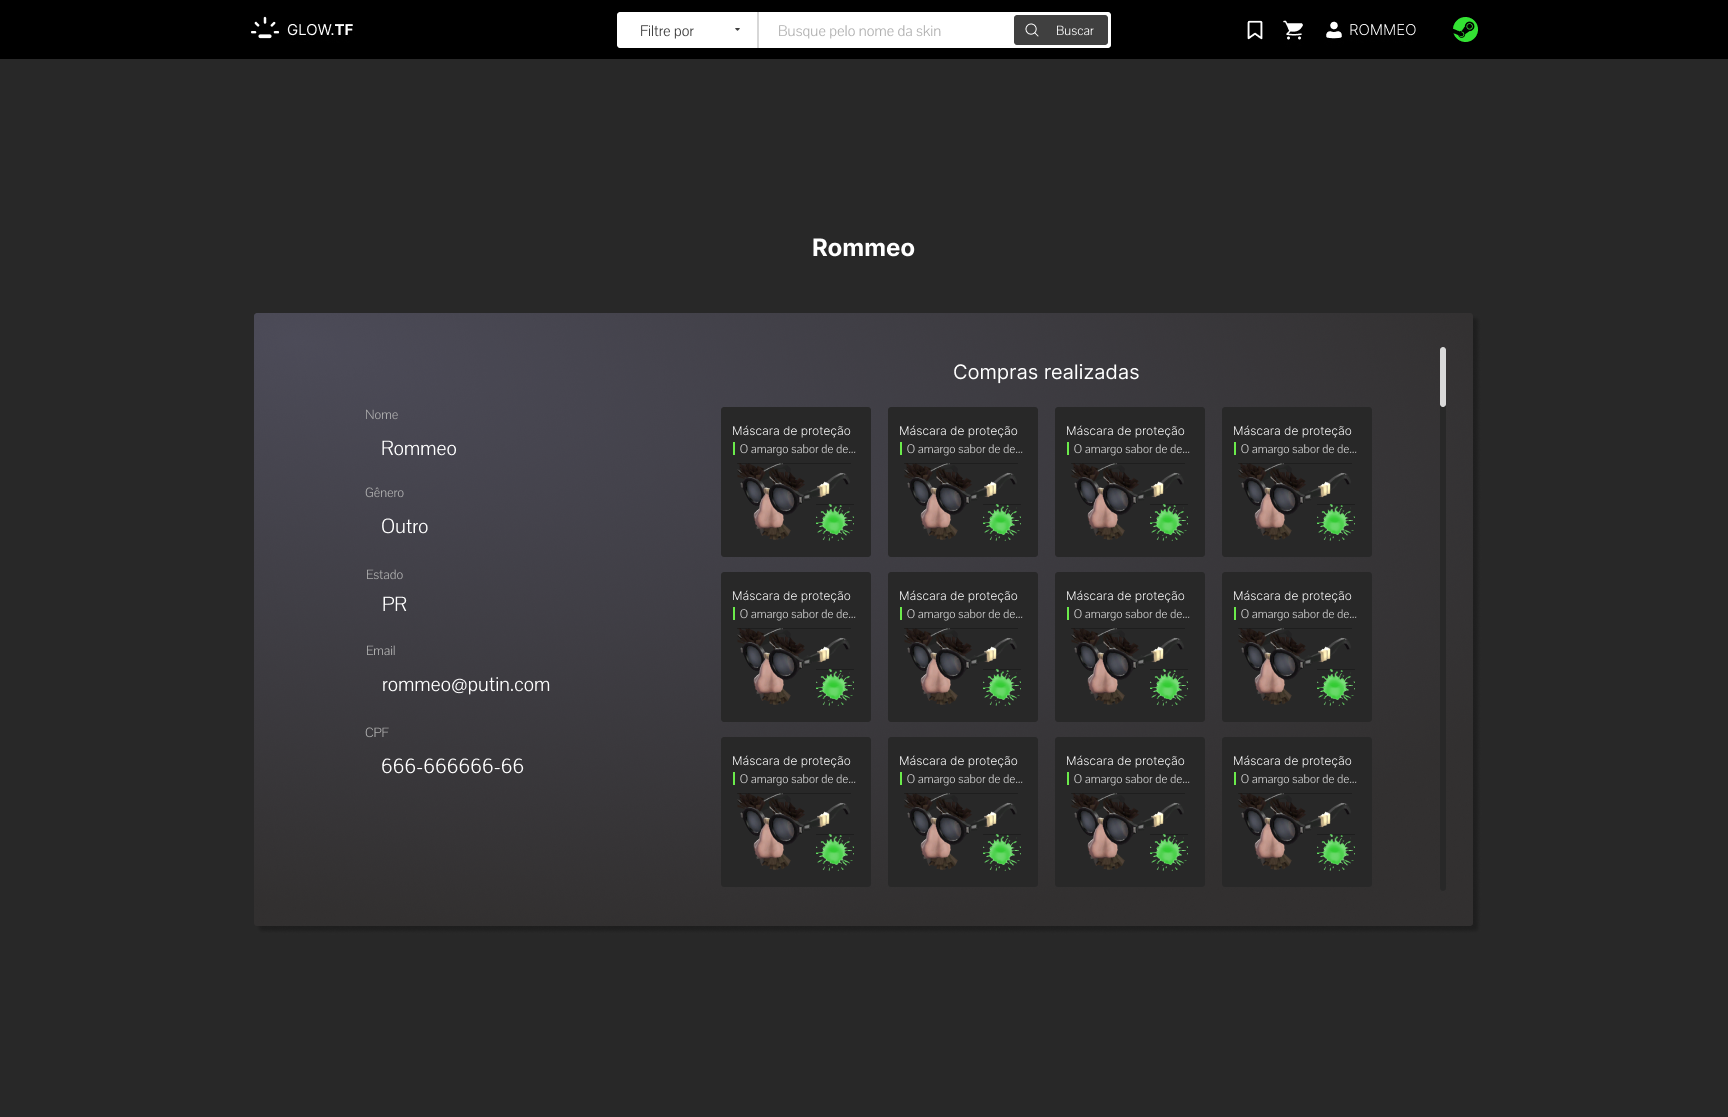 GLOW.TF
Filtre por
Busque pelo nome da skin
Buscar
ROMMEO
Rommeo
Compras realizadas
Nome
Rommeo
Gênero
Outro
Estado
PR
Email
rommeo@putin.com
CPF
666-666666-66
Máscara de proteção
O amargo sabor de de...
Máscara de proteção
O amargo sabor de de...
Máscara de proteção
O amargo sabor de de...
Máscara de proteção
O amargo sabor de de...
Máscara de proteção
O amargo sabor de de...
Máscara de proteção
O amargo sabor de de...
Máscara de proteção
O amargo sabor de de...
Máscara de proteção
O amargo sabor de de...
Máscara de proteção
O amargo sabor de de...
Máscara de proteção
O amargo sabor de de...
Máscara de proteção
O amargo sabor de de...
Máscara de proteção
O amargo sabor de de...